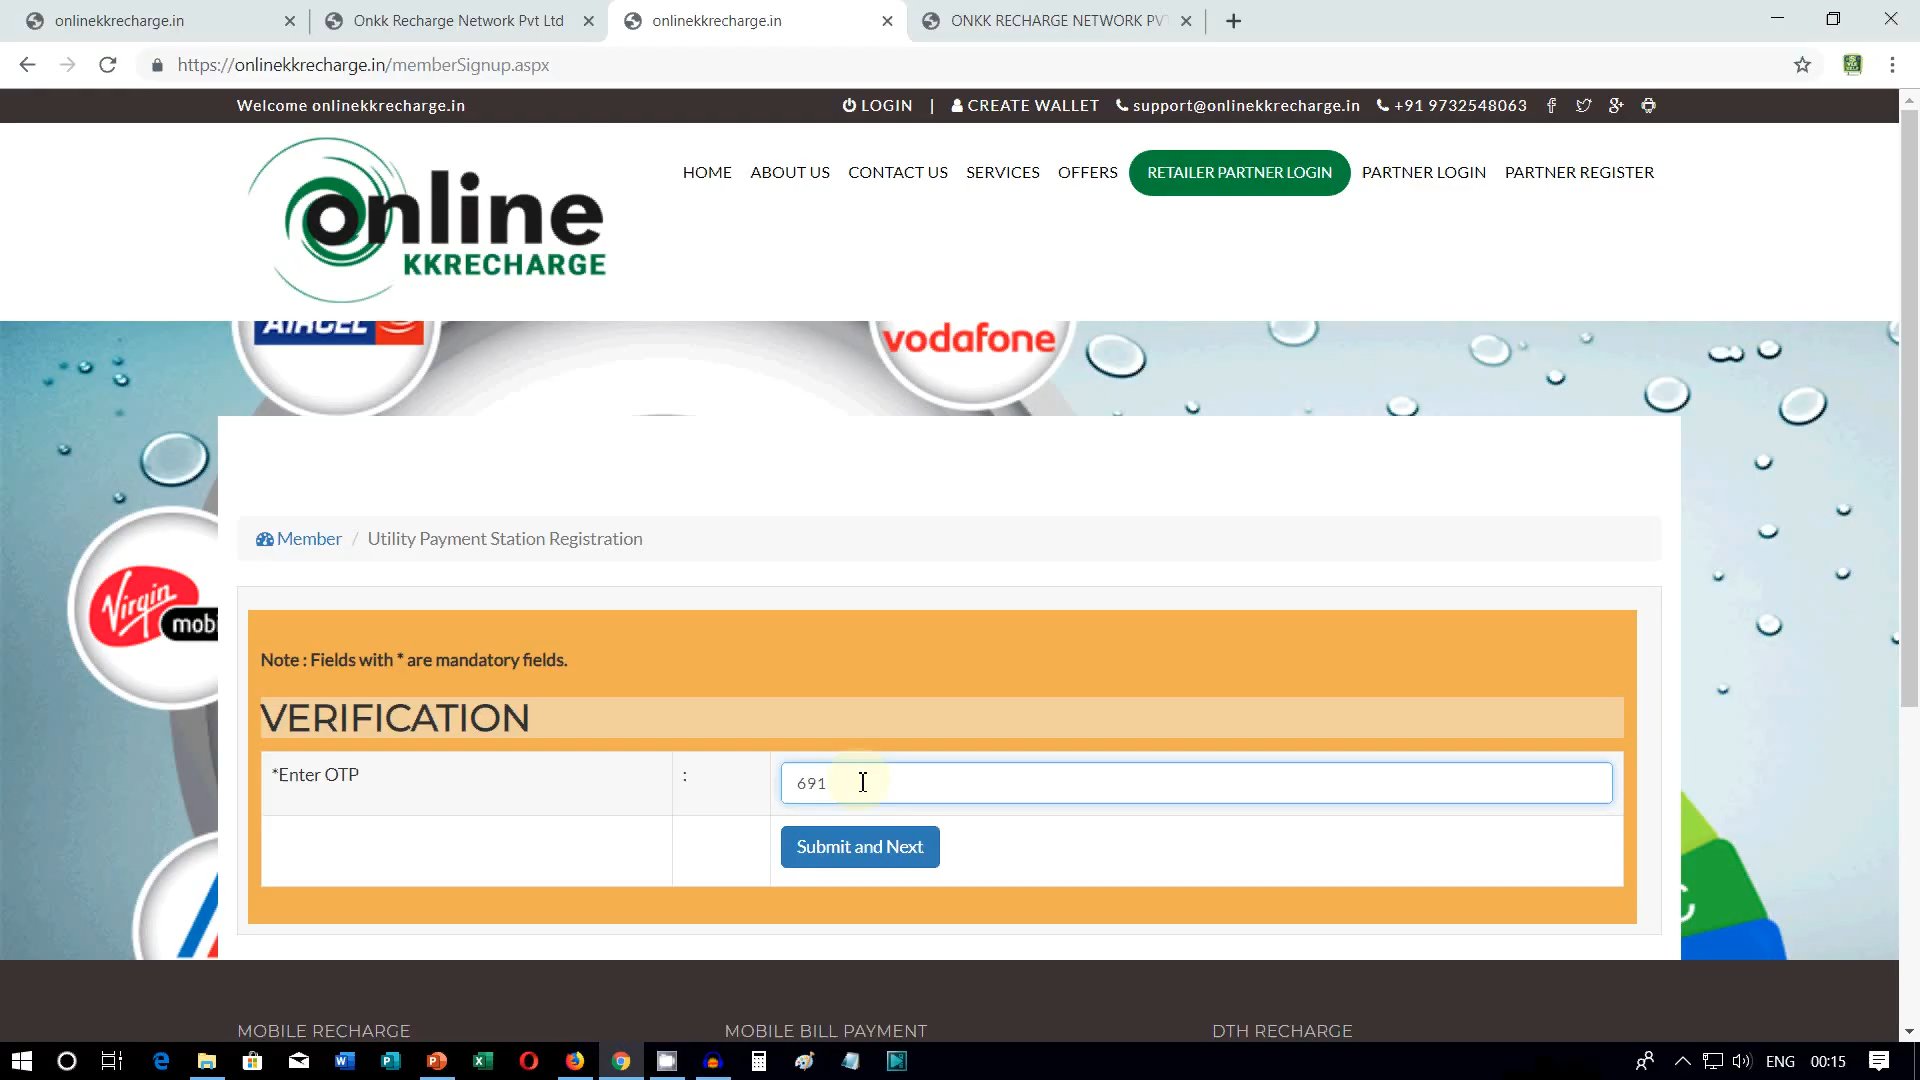 onlinekkrecharge.in
Onkk Recharge Network Pvt Ltd
onlinekkrecharge.in
ONKK RECHARGE NETWORK PV
https://onlinekkrecharge.in/memberSignup.aspx
Welcome onlinekkrecharge.in
LOGIN | CREATE WALLET support@onlinekkrecharge.in +91 9732548063
online
KKRECHARGE
HOME ABOUT US CONTACT US SERVICES OFFERS RETAILER PARTNER LOGIN PARTNER LOGIN PARTNER REGISTER
AIRCEL
vodafone
Member / Utility Payment Station Registration
Virgin
mobi
Note : Fields with * are mandatory fields.
VERIFICATION
*Enter OTP : 691
Submit and Next
MOBILE RECHARGE MOBILE BILL PAYMENT DTH RECHARGE
ENG 00:15